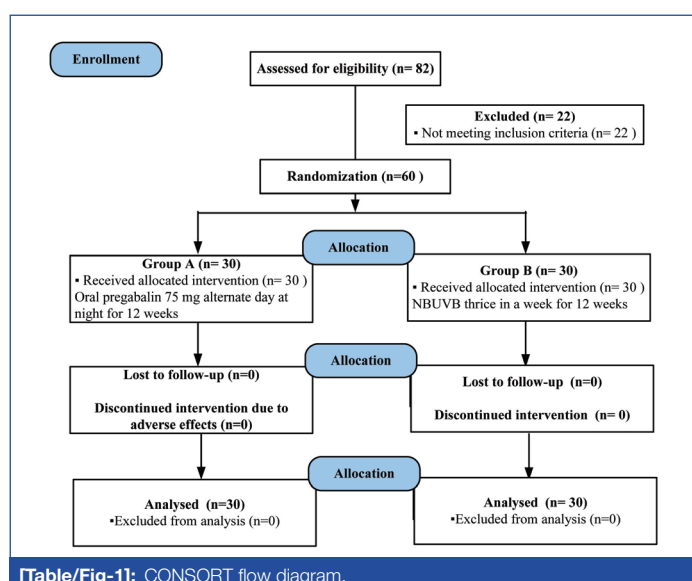 Enrollment
Assessed for eligibility (n= 82)
Excluded (n= 22)
▪ Not meeting inclusion criteria (n= 22 )
Randomization (n=60 )
Allocation
Group A (n= 30)
▪ Received allocated intervention (n= 30 )
Oral pregabalin 75 mg alternate day at
night for 12 weeks
Group B (n= 30)
▪ Received allocated intervention (n= 30 )
NBUVB thrice in a week for 12 weeks
Allocation
Lost to follow-up (n=0)
Discontinued intervention due to
adverse effects (n=0)
Lost to follow-up (n=0)
Discontinued intervention (n= 0)
Allocation
Analysed (n=30)
▪Excluded from analysis (n=0)
Analysed (n= 30)
▪Excluded from analysis (n=0)
[Table/Fig-1]: CONSORT flow diagram.